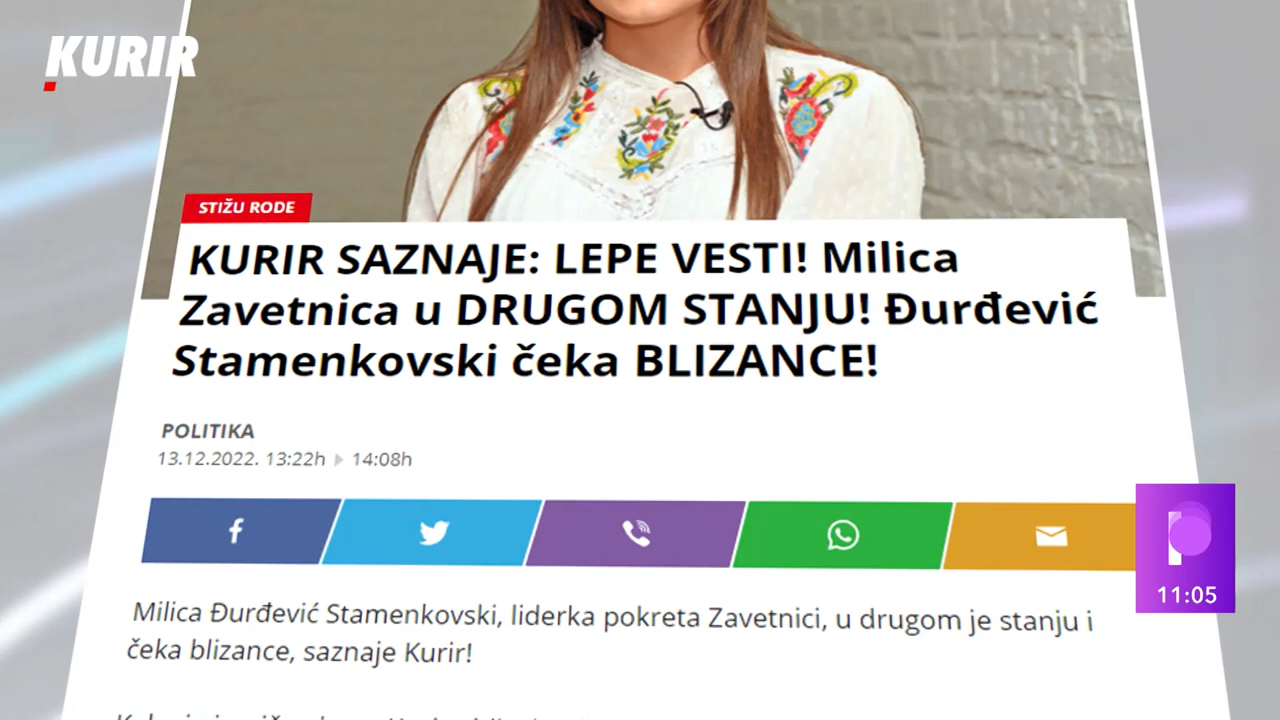 KURIR
STIŽU RODE
KURIR SAZNAJE: LEPE VESTI! Milica
Zavetnica u DRUGOM STANJU! Đurđević
Stamenkovski čeka BLIZANCE!
POLITIKA
13.12.2022. 13:22h 14:08h
11:05
Milica Đurđević Stamenkovski, liderka pokreta Zavetnici, u drugom je stanju i
čeka blizance, saznaje Kurir!